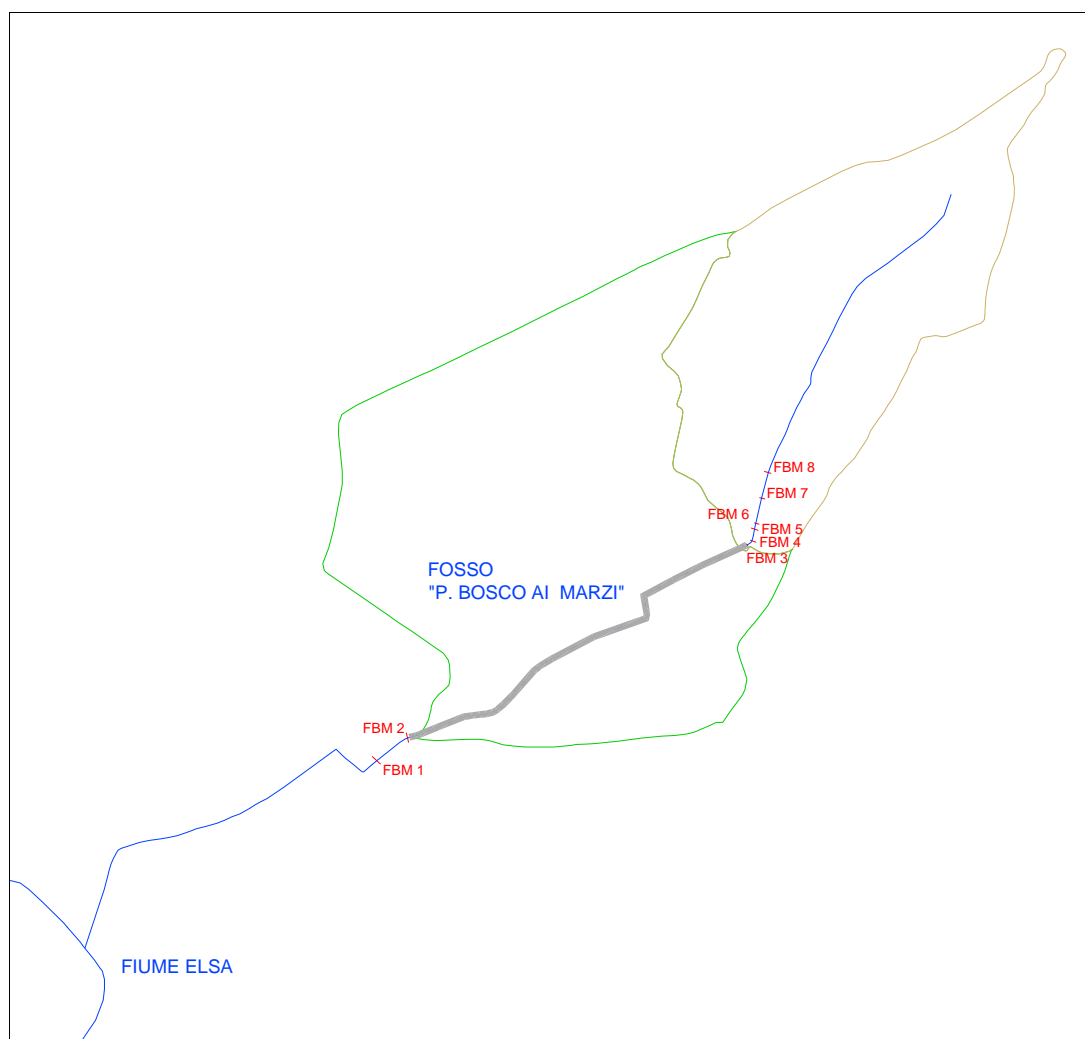 FBM 8
FBM 7
FBM 6
FBM 5
FBM 4
FBM 3
FOSSO
"P. BOSCO AI  MARZI"
FBM 2
FBM 1
FIUME ELSA